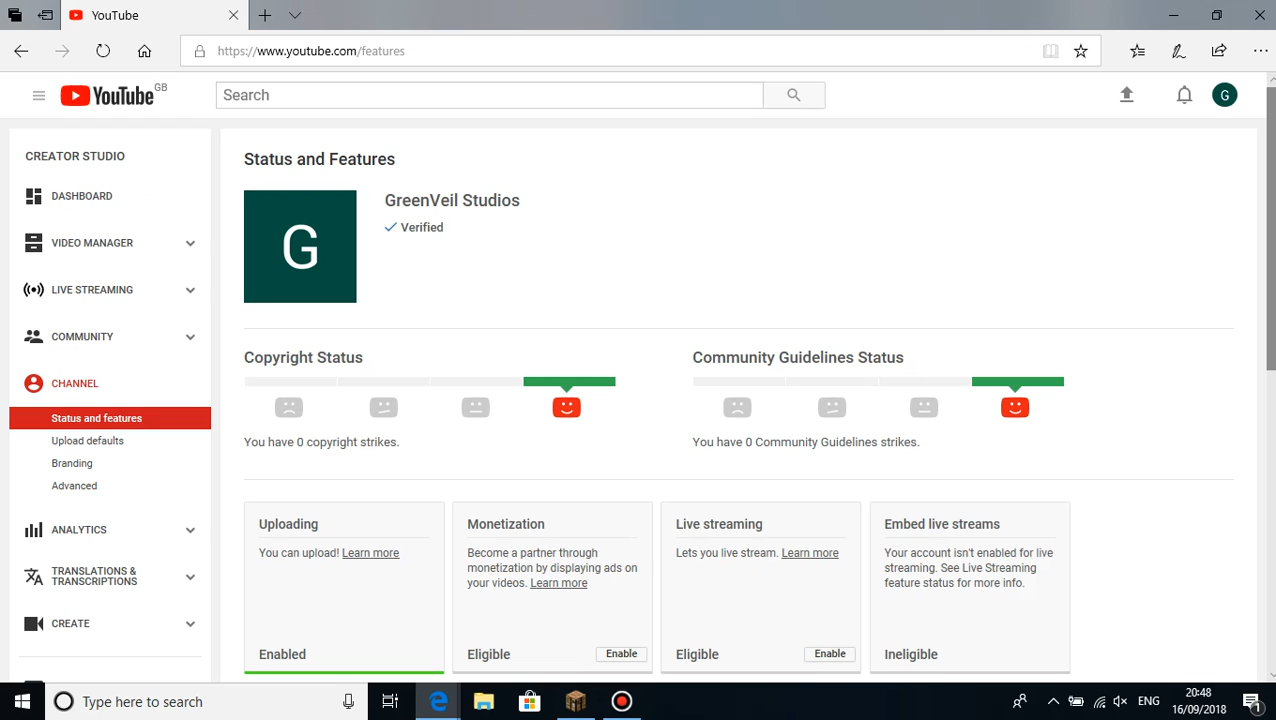 YouTube
https://www.youtube.com/features
YouTube GB
Search
G
CREATOR STUDIO
DASHBOARD
VIDEO MANAGER
LIVE STREAMING
COMMUNITY
CHANNEL
Status and features
Upload defaults
Branding
Advanced
ANALYTICS
TRANSLATIONS &
TRANSCRIPTIONS
CREATE
Status and Features
G
GreenVeil Studios
Verified
Copyright Status
You have 0 copyright strikes.
Community Guidelines Status
You have 0 Community Guidelines strikes.
Uploading
You can upload! Learn more
Enabled
Monetization
Become a partner through
monetization by displaying ads on
your videos. Learn more
Eligible
Enable
Live streaming
Lets you live stream. Learn more
Eligible
Enable
Embed live streams
Your account isn't enabled for live
streaming. See Live Streaming
feature status for more info.
Ineligible
Type here to search
ENG
20:48
16/09/2018
1